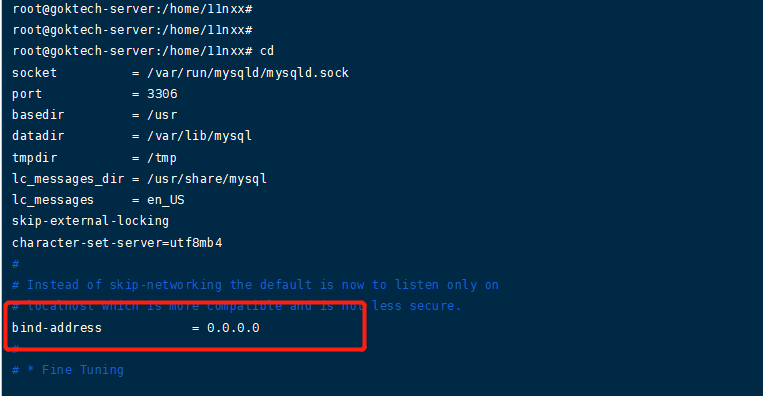 root@goktech-server:/home/11nxx#
root@goktech-server:/home/11nxx#
root@goktech-server:/home/11nxx# cd
socket          = /var/run/mysqld/mysqld.sock
port            = 3306
basedir         = /usr
datadir         = /var/lib/mysql
tmpdir          = /tmp
lc_messages_dir = /usr/share/mysql
lc_messages     = en_US
skip-external-locking
character-set-server=utf8mb4
#
# Instead of skip-networking the default is now to listen only on
# localhost which is more compatible and is not less secure.
bind-address            = 0.0.0.0
#
# * Fine Tuning